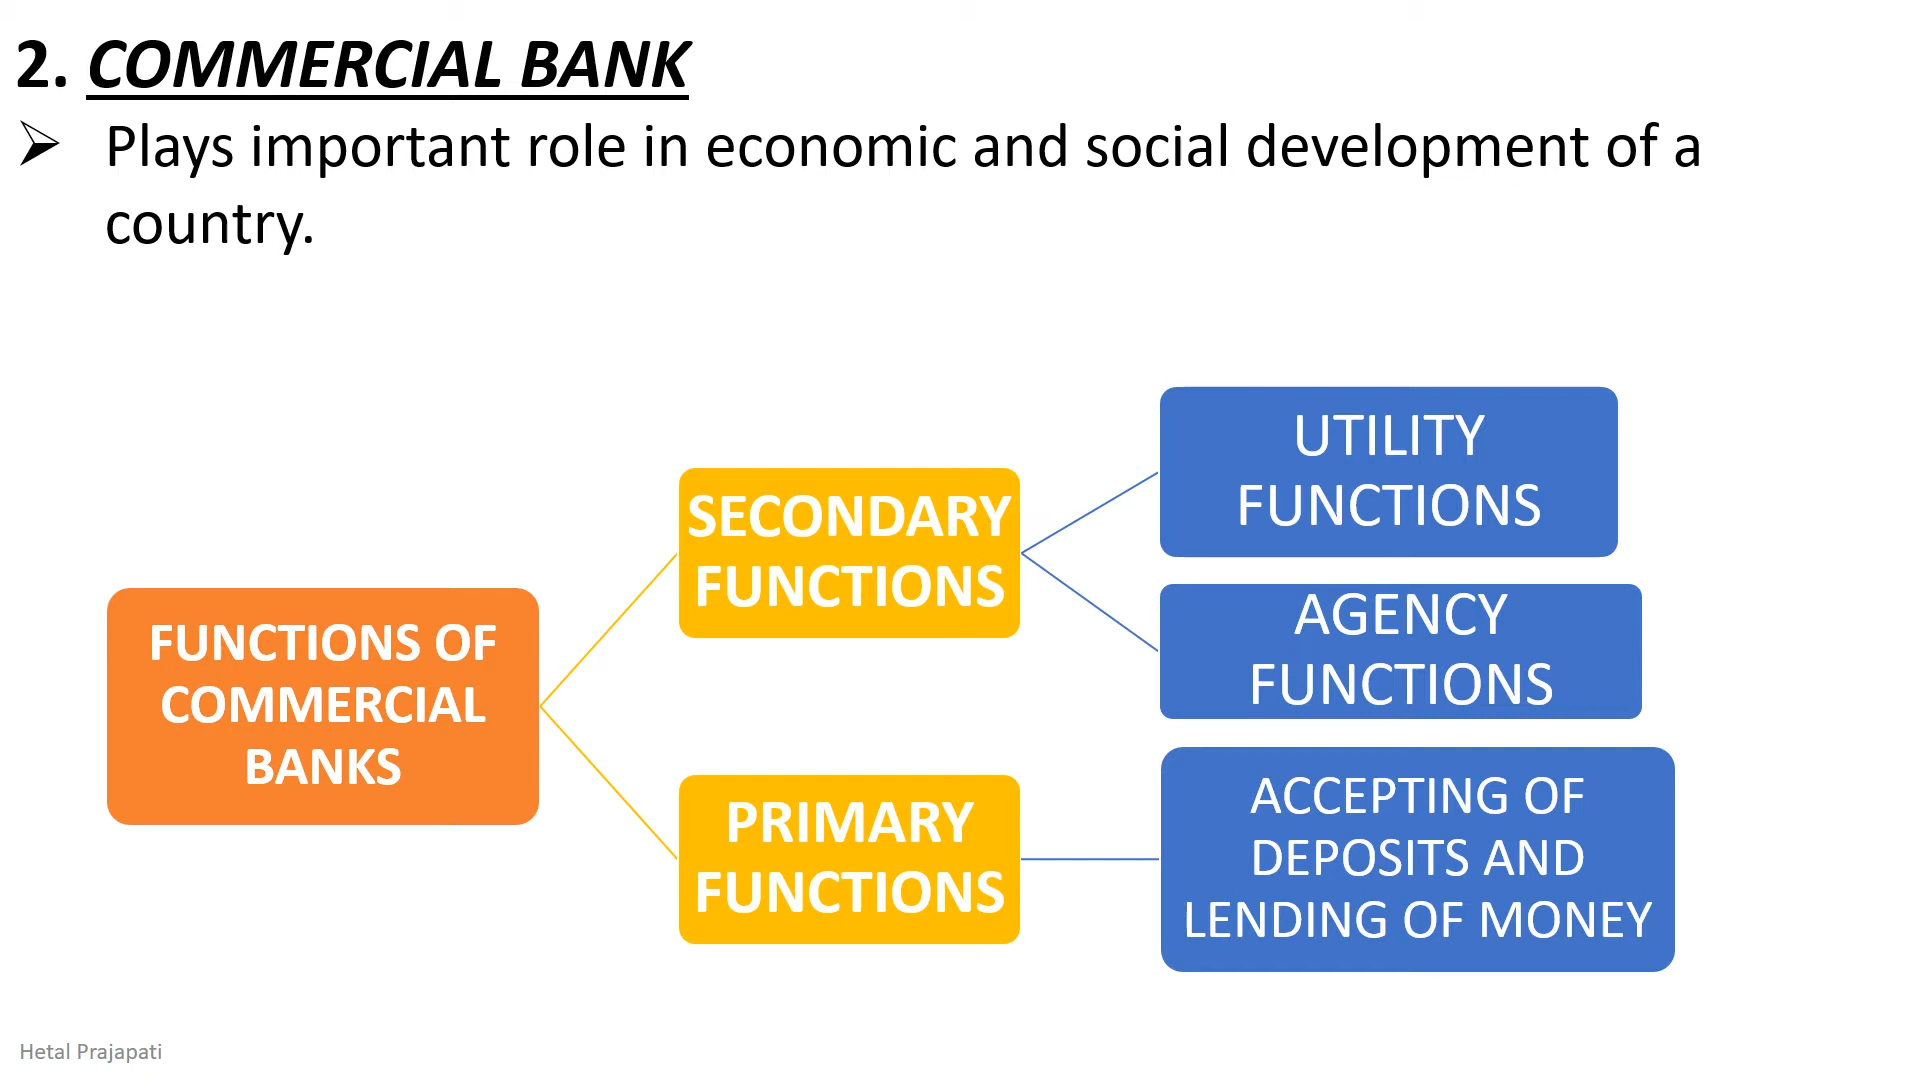 2. COMMERCIAL BANK
➢ Plays important role in economic and social development of a
country.
UTILITY
FUNCTIONS
SECONDARY
FUNCTIONS
AGENCY
FUNCTIONS
FUNCTIONS OF
COMMERCIAL
BANKS
PRIMARY
FUNCTIONS
ACCEPTING OF
DEPOSITS AND
LENDING OF MONEY
Hetal Prajapati